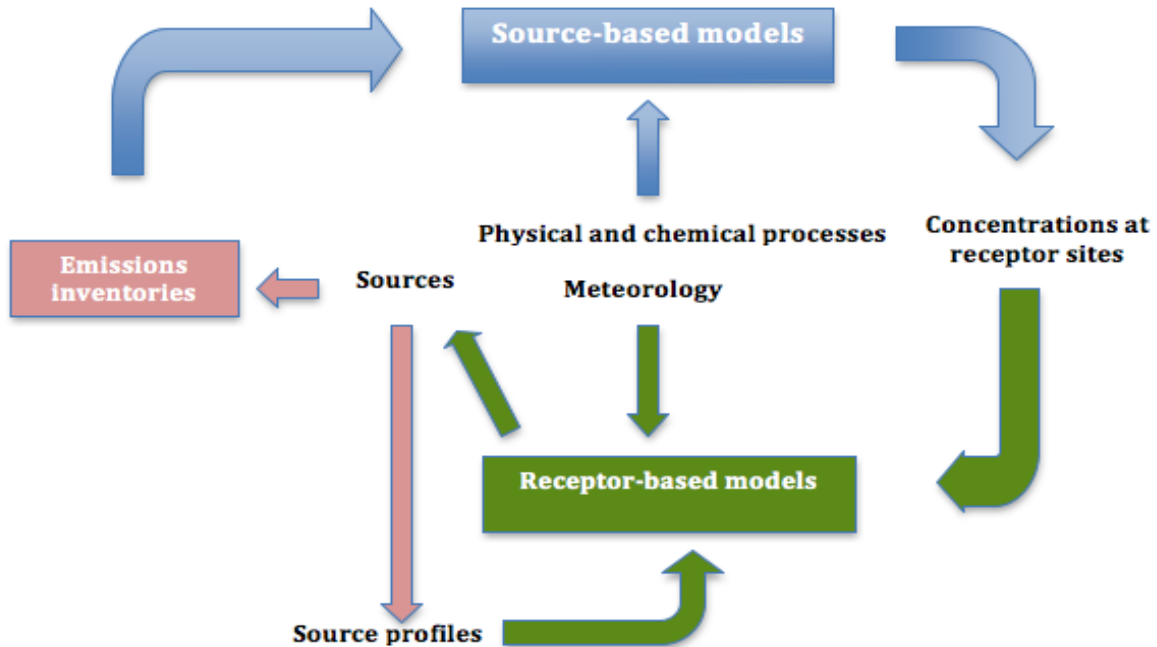 Source-based models
Physical and chemical processes
Concentrations at
receptor sites
Emissions
inventories
Sources
Meteorology
Receptor-based models
Source profiles